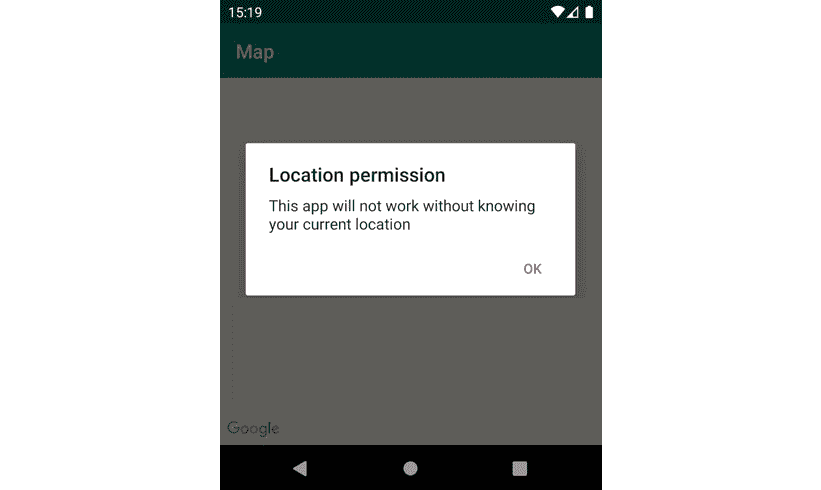 15:19
Map
Location permission
This app will not work without knowing
your current location
OK
Google